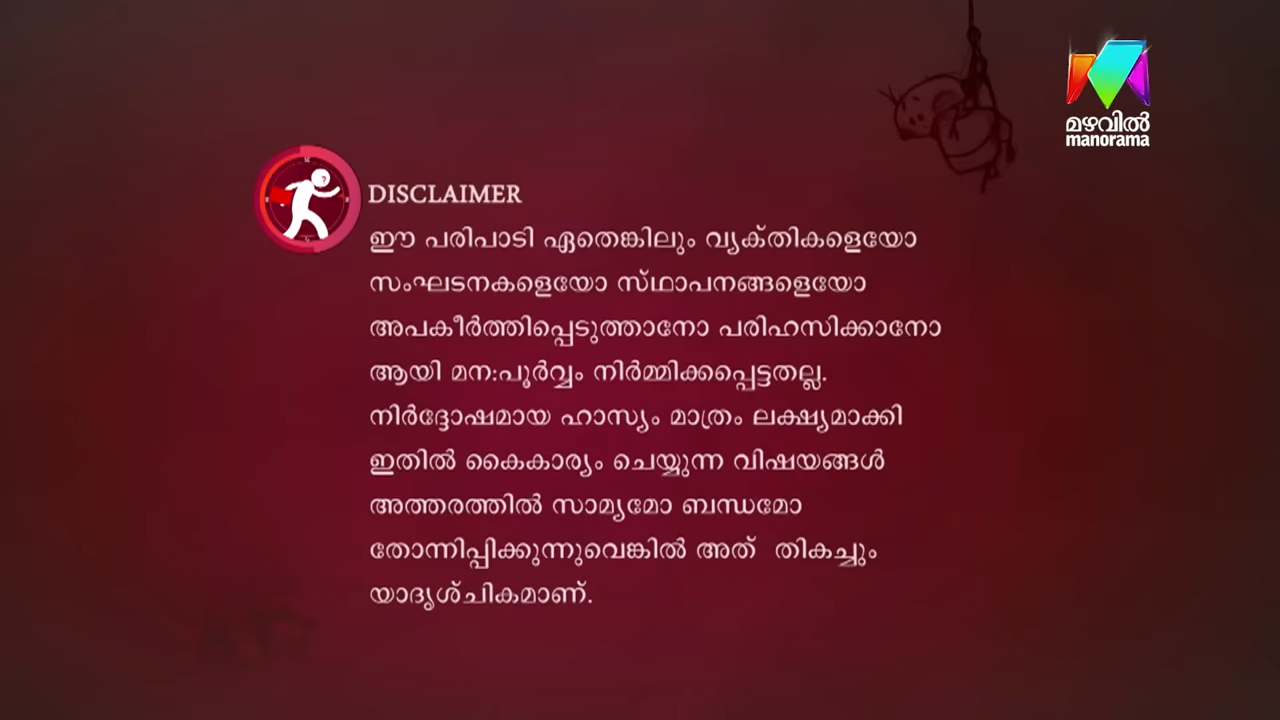 മഴവിൽ
manorama
DISCLAIMER
ഈ പരിപാടി ഏതെങ്കിലും വ്യക്തികളെയോ
സംഘടനകളെയോ സ്ഥാപനങ്ങളെയോ
അപകീർത്തിപ്പെടുത്താനോ പരിഹസിക്കാനോ
ആയി മന:പൂർവ്വം നിർമ്മിക്കപ്പെട്ടതല്ല.
നിർദ്ദോഷമായ ഹാസ്യം മാത്രം ലക്ഷ്യമാക്കി
ഇതിൽ കൈകാര്യം ചെയ്യുന്ന വിഷയങ്ങൾ
അത്തരത്തിൽ സാമ്യമോ ബന്ധമോ
തോന്നിപ്പിക്കുന്നുവെങ്കിൽ അത് തികച്ചും
യാദൃശ്ചികമാണ്.